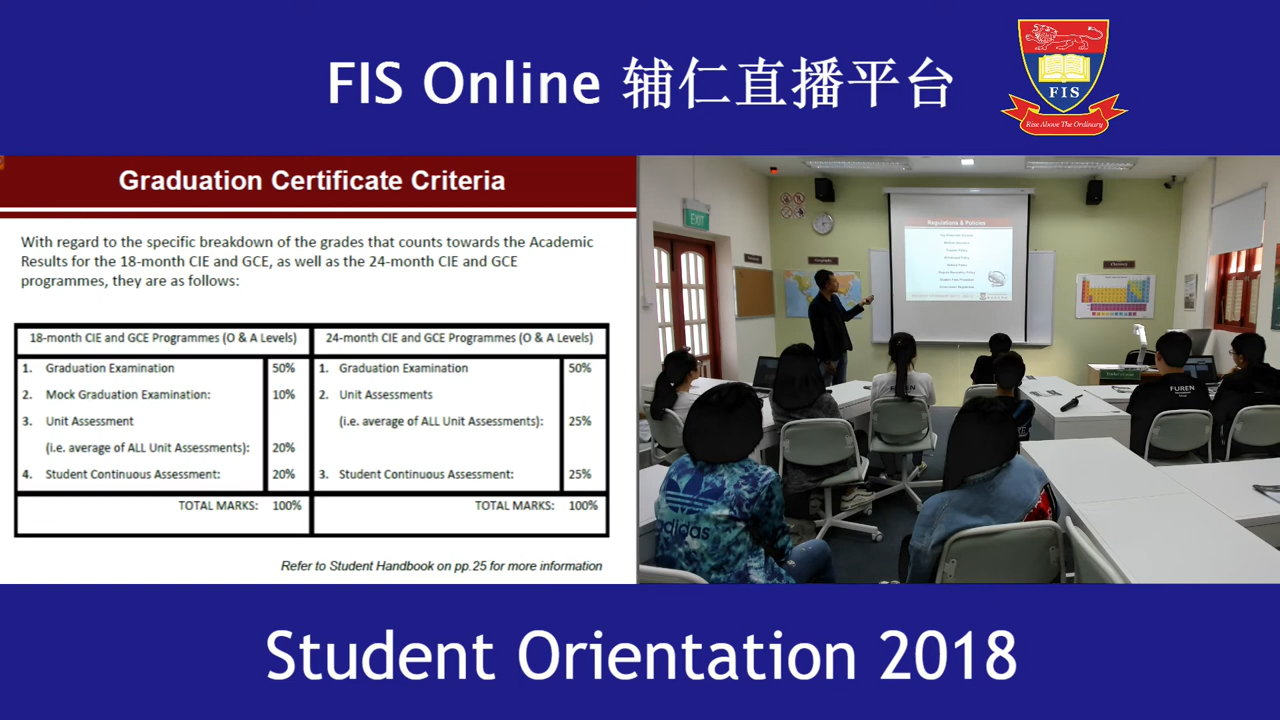 FIS Online 辅仁直播平台
FIS
Rise Above The Ordinary
Graduation Certificate Criteria
With regard to the specific breakdown of the grades that counts towards the Academic
Results for the 18-month CIE and GCE, as well as the 24-month CIE and GCE
programmes, they are as follows:
18-month CIE and GCE Programmes (O & A Levels) 24-month CIE and GCE Programmes (O & A Levels)
1. Graduation Examination 50% 1. Graduation Examination 50%
2. Mock Graduation Examination: 10% 2. Unit Assessments
3. Unit Assessment (i.e. average of ALL Unit Assessments): 25%
(i.e. average of ALL Unit Assessments): 20%
4. Student Continuous Assessment: 20% 3. Student Continuous Assessment: 25%
TOTAL MARKS: 100% TOTAL MARKS: 100%
Refer to Student Handbook on pp.25 for more information
EXIT
Regulations & Policies
Geography
Chemistry
FUREN
FUREN
adidas
Student Orientation 2018